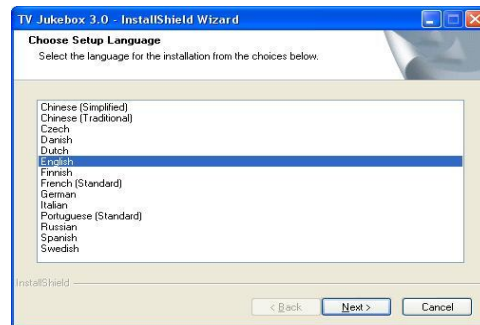 TV Jukebox 3.0 - InstallShield Wizard
Choose Setup Language
Select the language for the installation from the choices below.
Chinese (Simplified)
Chinese (Traditional)
Czech
Danish
Dutch
English
Finnish
French (Standard)
German
Italian
Portuguese (Standard)
Russian
Spanish
Swedish
InstallShield
< Back Next > Cancel